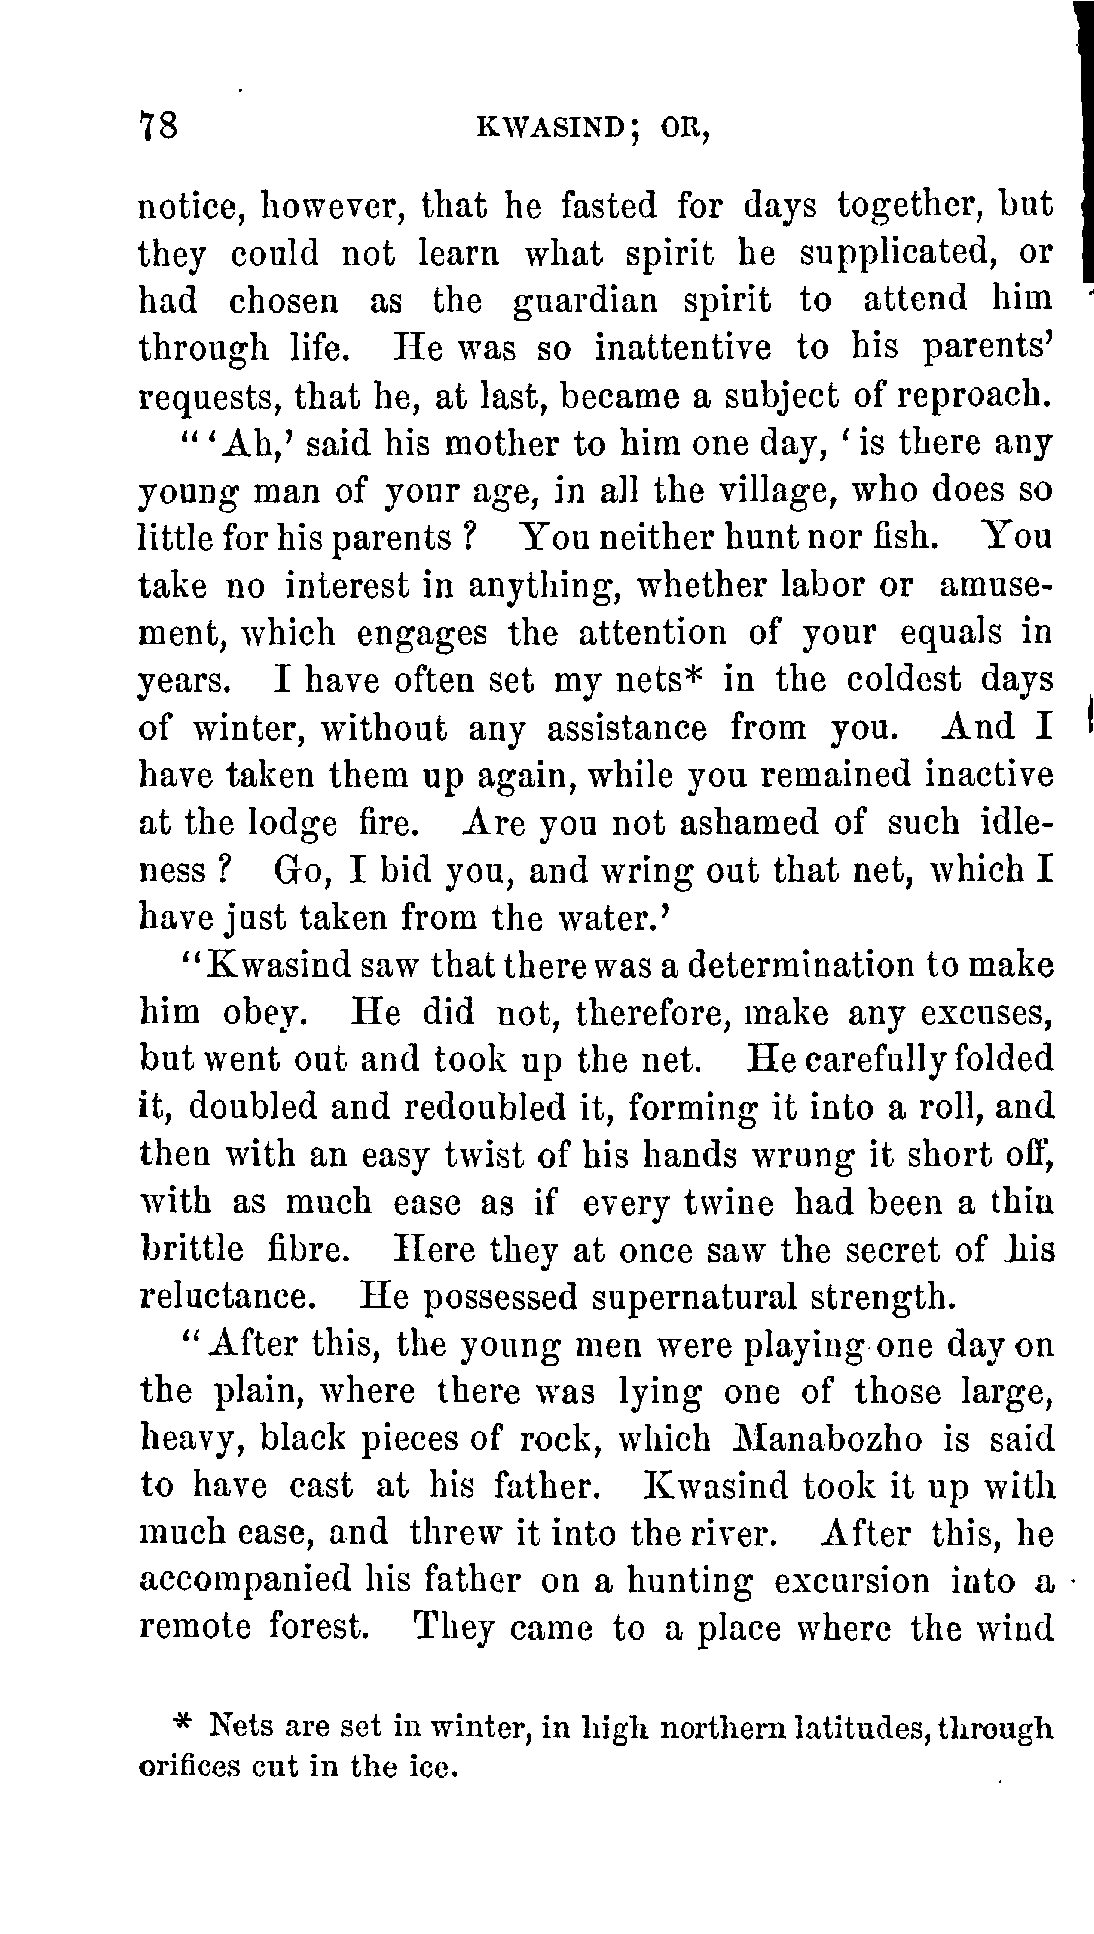 78 KWASIND; OR,
notice, however, that he fasted for days together, but
they could not learn what spirit he supplicated, or
had chosen as the guardian spirit to attend him
through life. He was so inattentive to his parents’
requests, that he, at last, became a subject of reproach.
“ ‘Ah,’ said his mother to him one day, ‘ is there any
young man of your age, in all the village, who does so
little for his parents ? You neither hunt nor fish. You
take no interest in anything, whether labor or amuse-
ment, which engages the attention of your equals in
years. I have often set my nets* in the coldest days
of winter, without any assistance from you. And I
have taken them up again, while you remained inactive
at the lodge fire. Are you not ashamed of such idle-
ness ? Go, I bid you, and wring out that net, which I
have just taken from the water.’
“Kwasind saw that there was a determination to make
him obey. He did not, therefore, make any excuses,
but went out and took up the net. He carefully folded
it, doubled and redoubled it, forming it into a roll, and
then with an easy twist of his hands wrung it short off,
with as much ease as if every twine had been a thin
brittle fibre. Here they at once saw the secret of his
reluctance. He possessed supernatural strength.
“ After this, the young men were playing one day on
the plain, where there was lying one of those large,
heavy, black pieces of rock, which Manabozho is said
to have cast at his father. Kwasind took it up with
much ease, and threw it into the river. After this, he
accompanied his father on a hunting excursion into a
remote forest. They came to a place where the wind
* Nets are set in winter, in high northern latitudes, through
orifices cut in the ice.